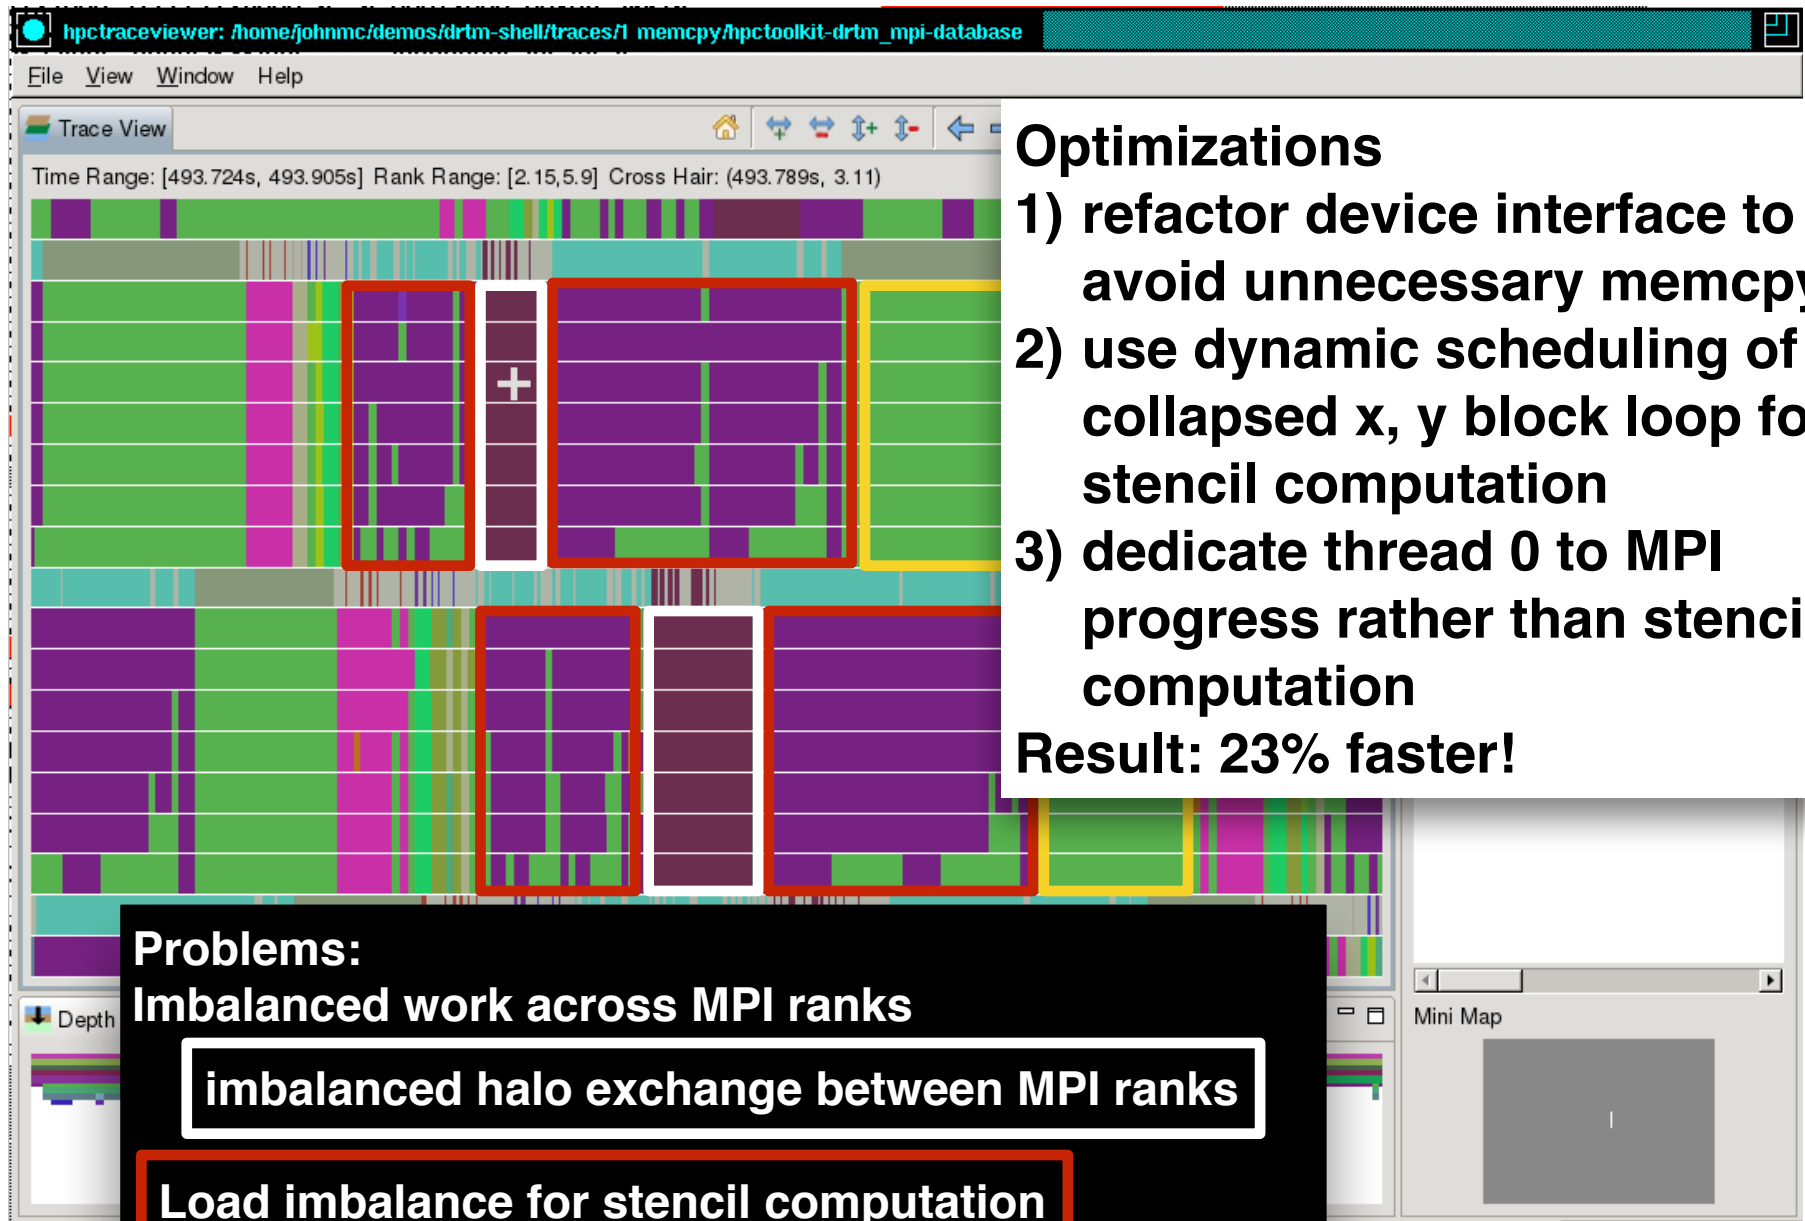 hpctraceviewer: /home/johnmc/demos/drtm-shell/traces/1 memcpy/hpctoolkit-drtm_mpi-database
File View Window Help
Trace View
Time Range: [493.724s, 493.905s] Rank Range: [2.15,5.9] Cross Hair: (493.789s, 3.11)
Optimizations
1) refactor device interface to
avoid unnecessary memcpy
2) use dynamic scheduling of
collapsed x, y block loop fo
stencil computation
3) dedicate thread 0 to MPI
progress rather than stenci
computation
Result: 23% faster!
Problems:
Imbalanced work across MPI ranks
imbalanced halo exchange between MPI ranks
Load imbalance for stencil computation
Depth
Mini Map